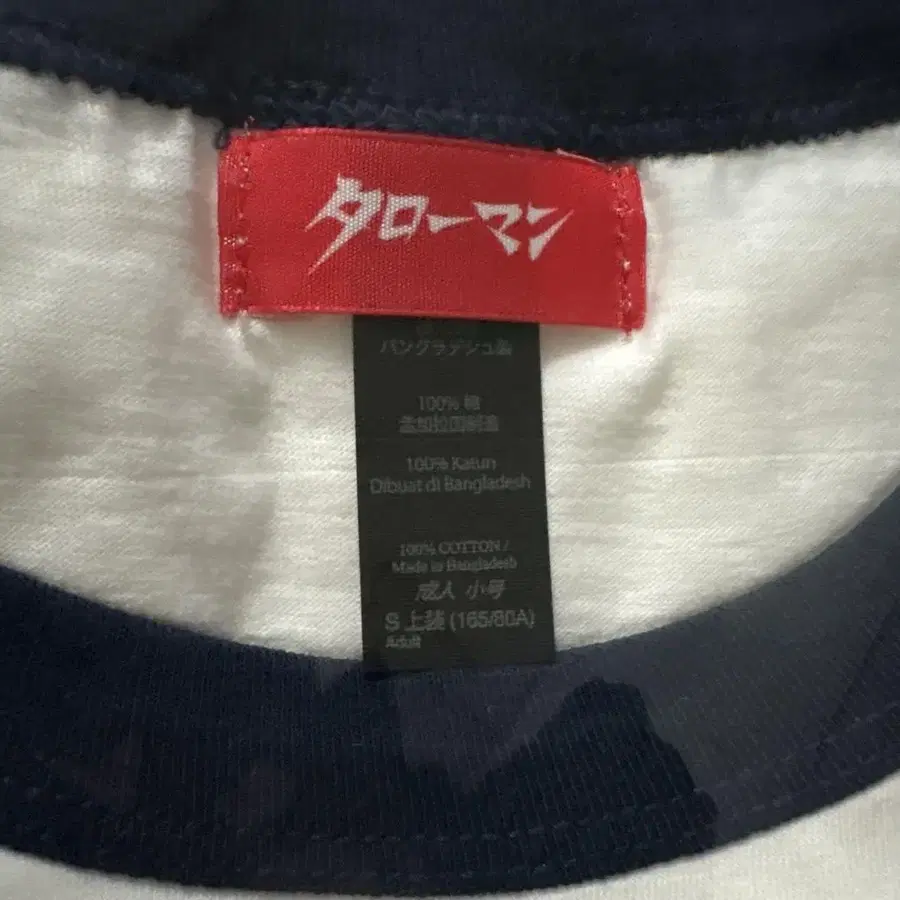 タローマン
バングラデシュ製
100% 棉
孟加拉国制造
100% Katun
Dibuat di Bangladesh
100% COTTON /
Made in Bangladesh
成人 小号
S 上装 (165/80A)
Adult